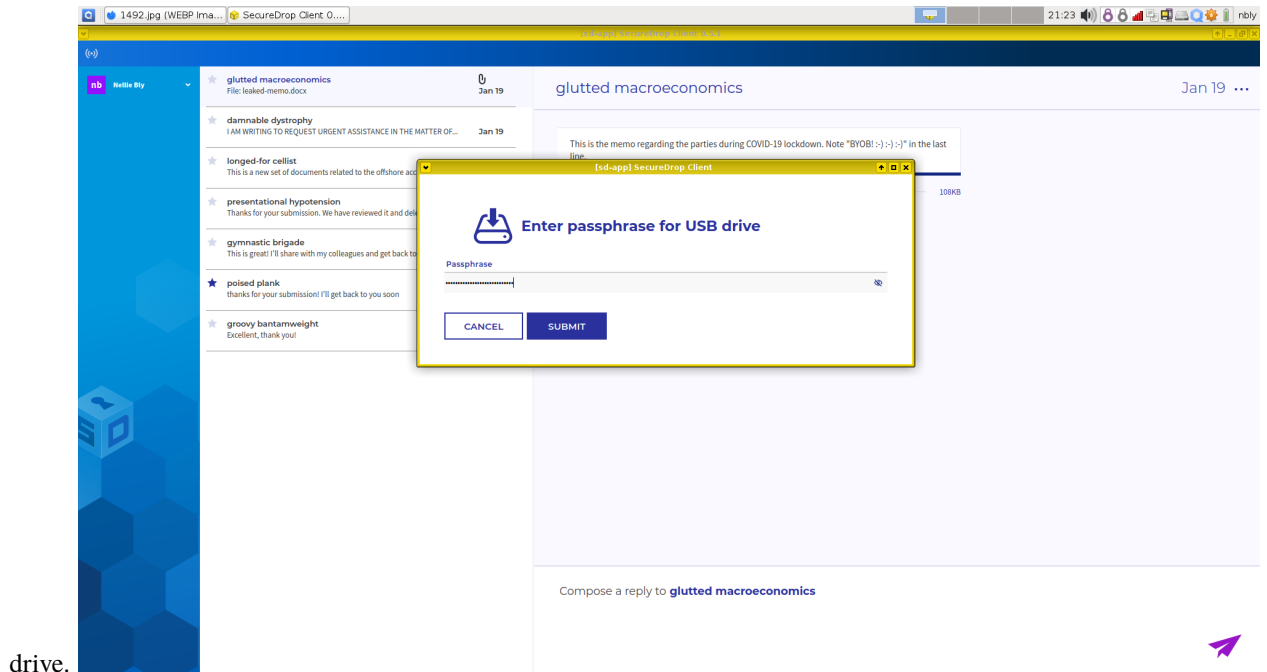 1492.jpg (WEBP Ima...
SecureDrop Client 0....
21:23
nbly
[sd-app] SecureDrop Client 0.5.1
nb
Nellie Bly
glutted macroeconomics
File: leaked-memo.docx
Jan 19
damnable dystrophy
I AM WRITING TO REQUEST URGENT ASSISTANCE IN THE MATTER OF...
Jan 19
longed-for cellist
This is a new set of documents related to the offshore acc
presentational hypotension
Thanks for your submission. We have reviewed it and del
gymnastic brigade
This is great! I'll share with my colleagues and get back to
poised plank
thanks for your submission! I'll get back to you soon
groovy bantamweight
Excellent, thank you!
SD
glutted macroeconomics
Jan 19
This is the memo regarding the parties during COVID-19 lockdown. Note "BYOB! :-) :-) :-)" in the last
line.
108KB
[sd-app] SecureDrop Client
Enter passphrase for USB drive
Passphrase
CANCEL
SUBMIT
Compose a reply to glutted macroeconomics
drive.